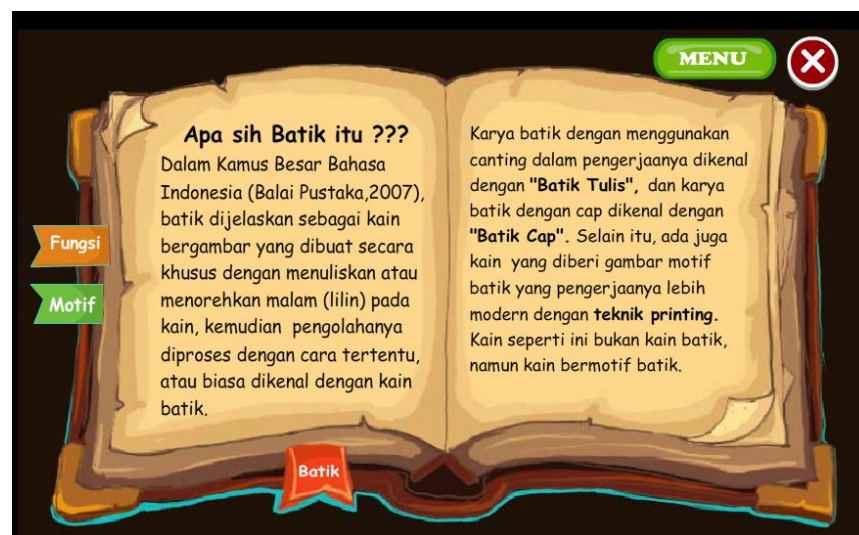 MENU
Apa sih Batik itu ???
Dalam Kamus Besar Bahasa
Indonesia (Balai Pustaka,2007),
batik dijelaskan sebagai kain
bergambar yang dibuat secara
khusus dengan menuliskan atau
menorehkan malam (lilin) pada
kain, kemudian pengolahanya
diproses dengan cara tertentu,
atau biasa dikenal dengan kain
batik.
Karya batik dengan menggunakan
canting dalam pengerjaanya dikenal
dengan "Batik Tulis", dan karya
batik dengan cap dikenal dengan
"Batik Cap". Selain itu, ada juga
kain yang diberi gambar motif
batik yang pengerjaanya lebih
modern dengan teknik printing.
Kain seperti ini bukan kain batik,
namun kain bermotif batik.
Fungsi
Motif
Batik